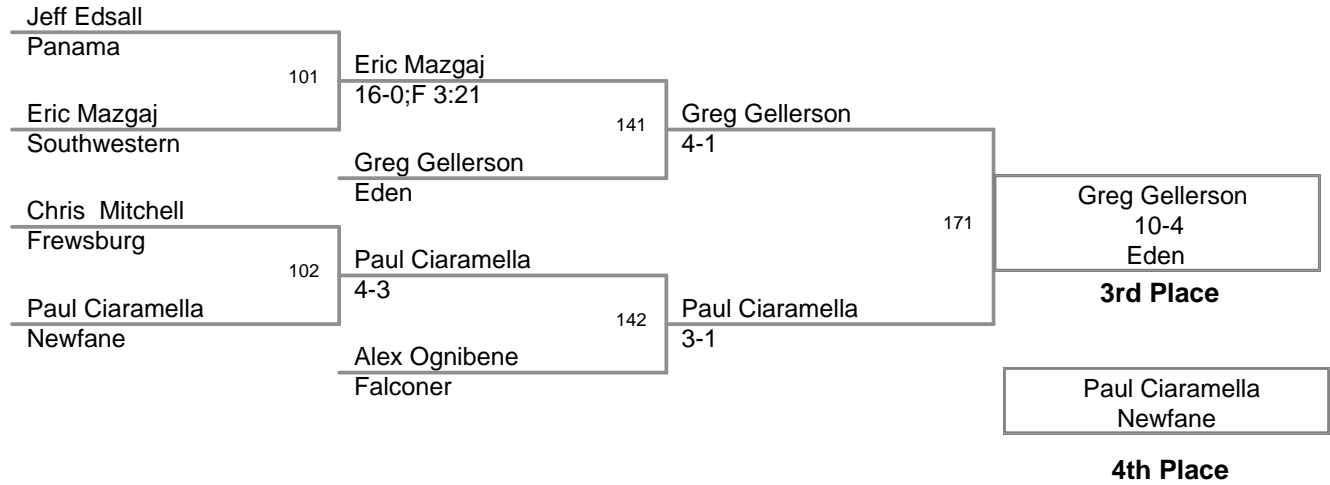 Jeff Edsall
Panama
101
Eric Mazgaj
16-0;F 3:21
Eric Mazgaj
Southwestern
141
Greg Gellerson
4-1
Greg Gellerson
Eden
Chris  Mitchell
Frewsburg
102
Paul Ciaramella
4-3
Paul Ciaramella
Newfane
142
Paul Ciaramella
3-1
Alex Ognibene
Falconer
171
Greg Gellerson
10-4
Eden
3rd Place
Paul Ciaramella
Newfane
4th Place